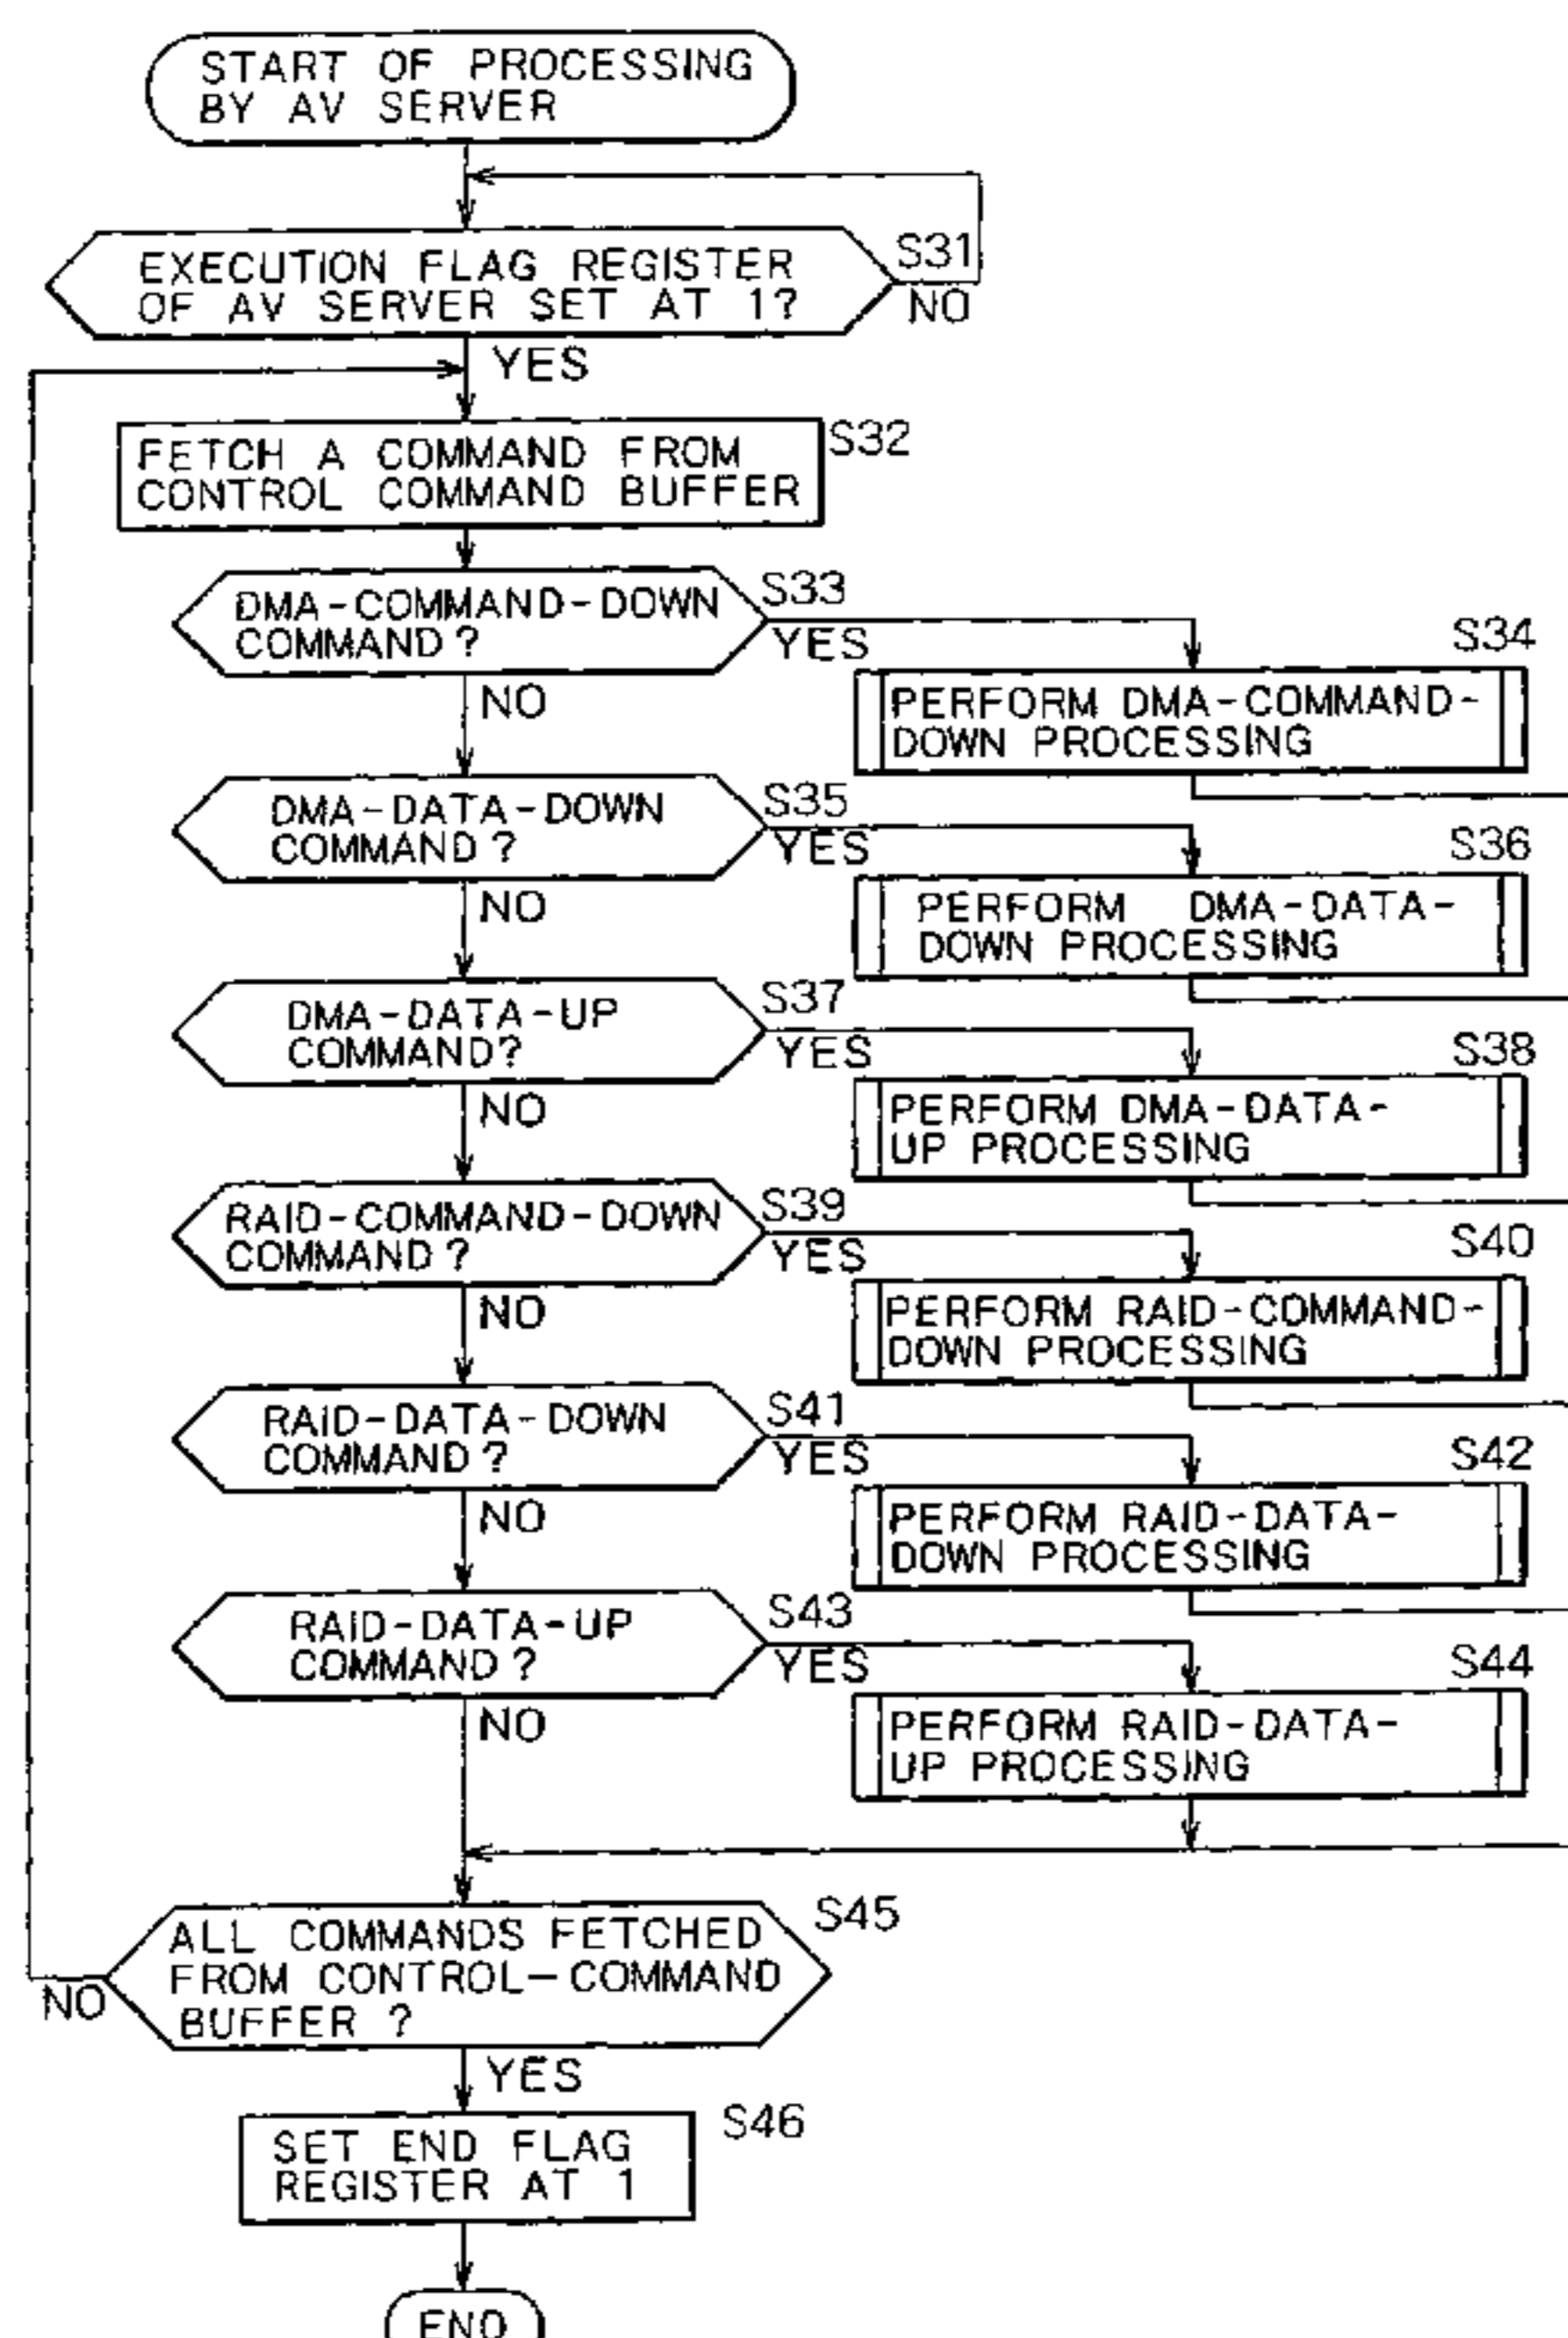 START OF PROCESSING
BY AV SERVER
EXECUTION FLAG REGISTER
OF AV SERVER SET AT 1?
S31
NO
YES
FETCH A COMMAND FROM
CONTROL COMMAND BUFFER
S32
DMA-COMMAND-DOWN
COMMAND?
S33
YES
NO
S34
PERFORM DMA-COMMAND-
DOWN PROCESSING
DMA-DATA-DOWN
COMMAND?
S35
YES
NO
S36
PERFORM DMA-DATA-
DOWN PROCESSING
DMA-DATA-UP
COMMAND?
S37
YES
NO
S38
PERFORM DMA-DATA-
UP PROCESSING
RAID-COMMAND-DOWN
COMMAND?
S39
YES
NO
S40
PERFORM RAID-COMMAND-
DOWN PROCESSING
RAID-DATA-DOWN
COMMAND?
S41
YES
NO
S42
PERFORM RAID-DATA-
DOWN PROCESSING
RAID-DATA-UP
COMMAND?
S43
YES
NO
S44
PERFORM RAID-DATA-
UP PROCESSING
ALL COMMANDS FETCHED
FROM CONTROL-COMMAND
BUFFER ?
S45
NO
YES
SET END FLAG
REGISTER AT 1
S46
END